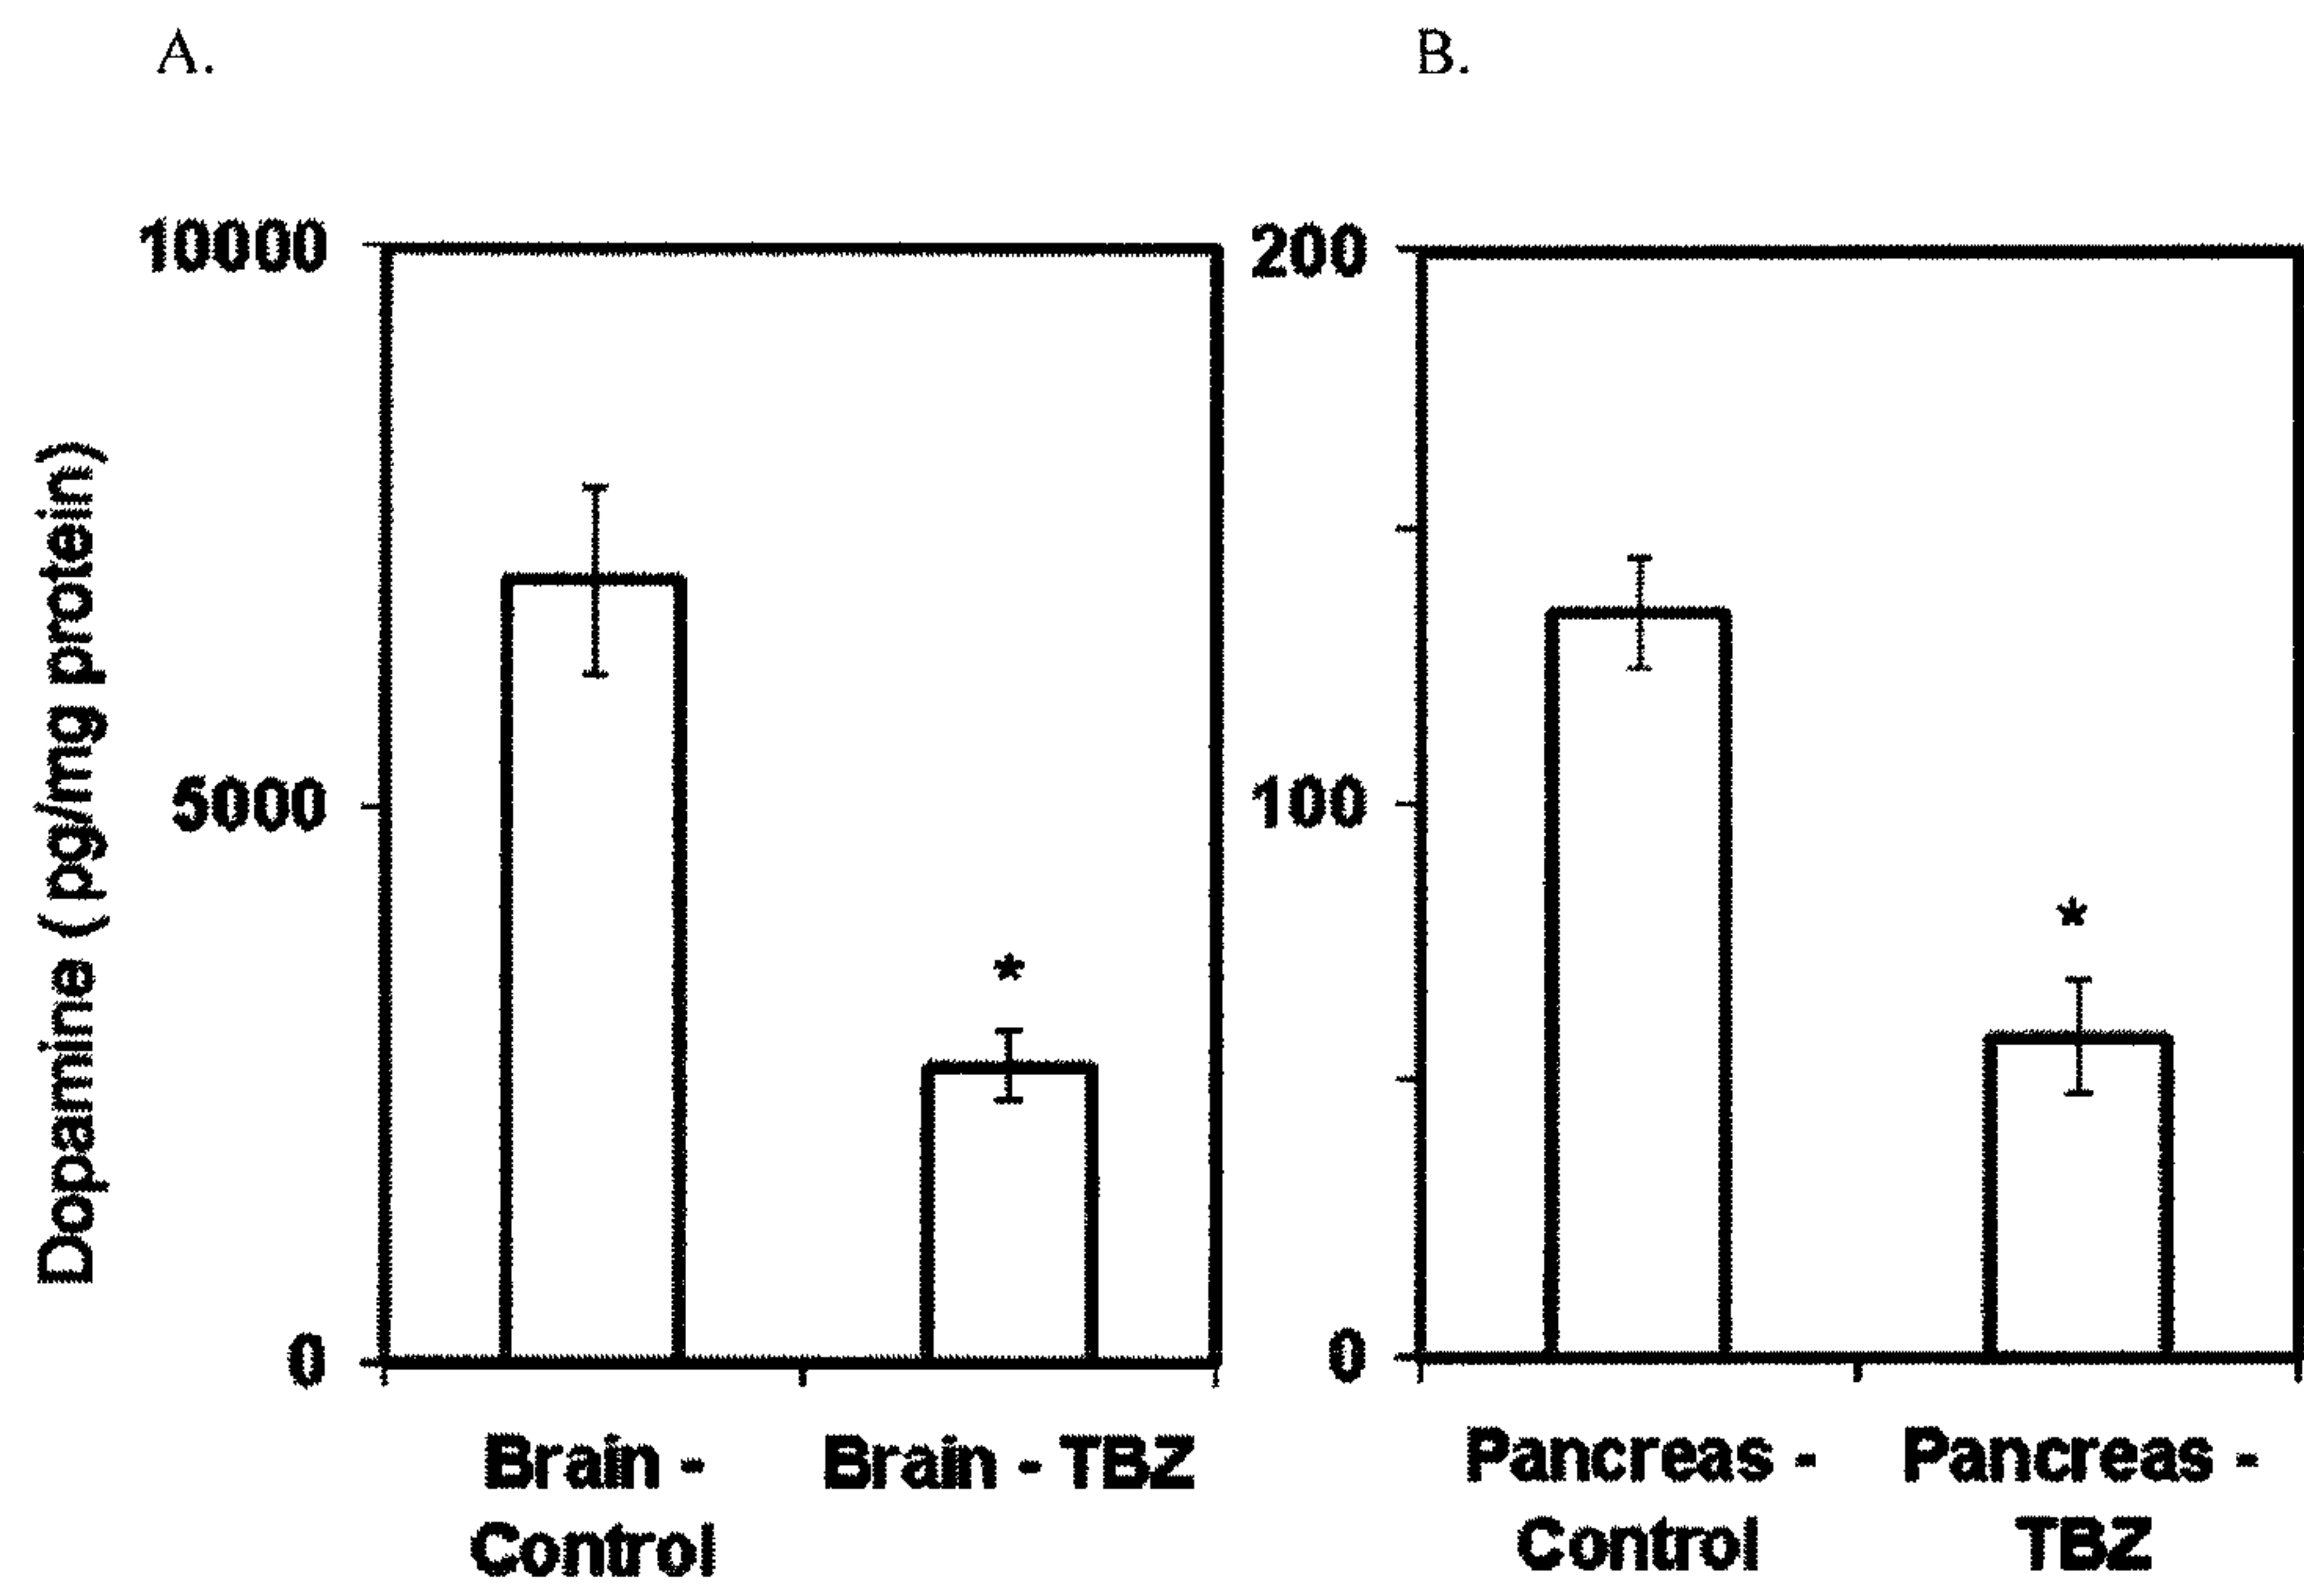 A.
B.
Dopamine ( pg/mg protein)
10000
5000
0
200
100
0
*
*
Brain -
Control
Brain - TBZ
Pancreas -
Control
Pancreas -
TBZ